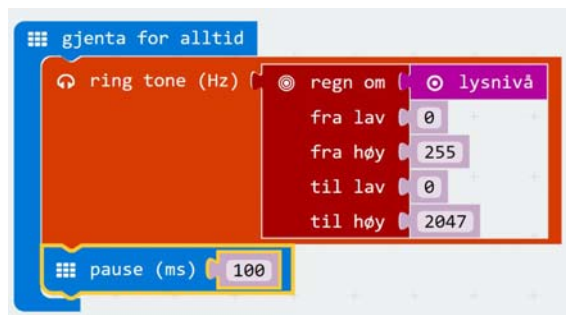 gjenta for alltid
ring tone (Hz) regn om lysnivå
fra lav 0
fra høy 255
til lav 0
til høy 2047
pause (ms) 100